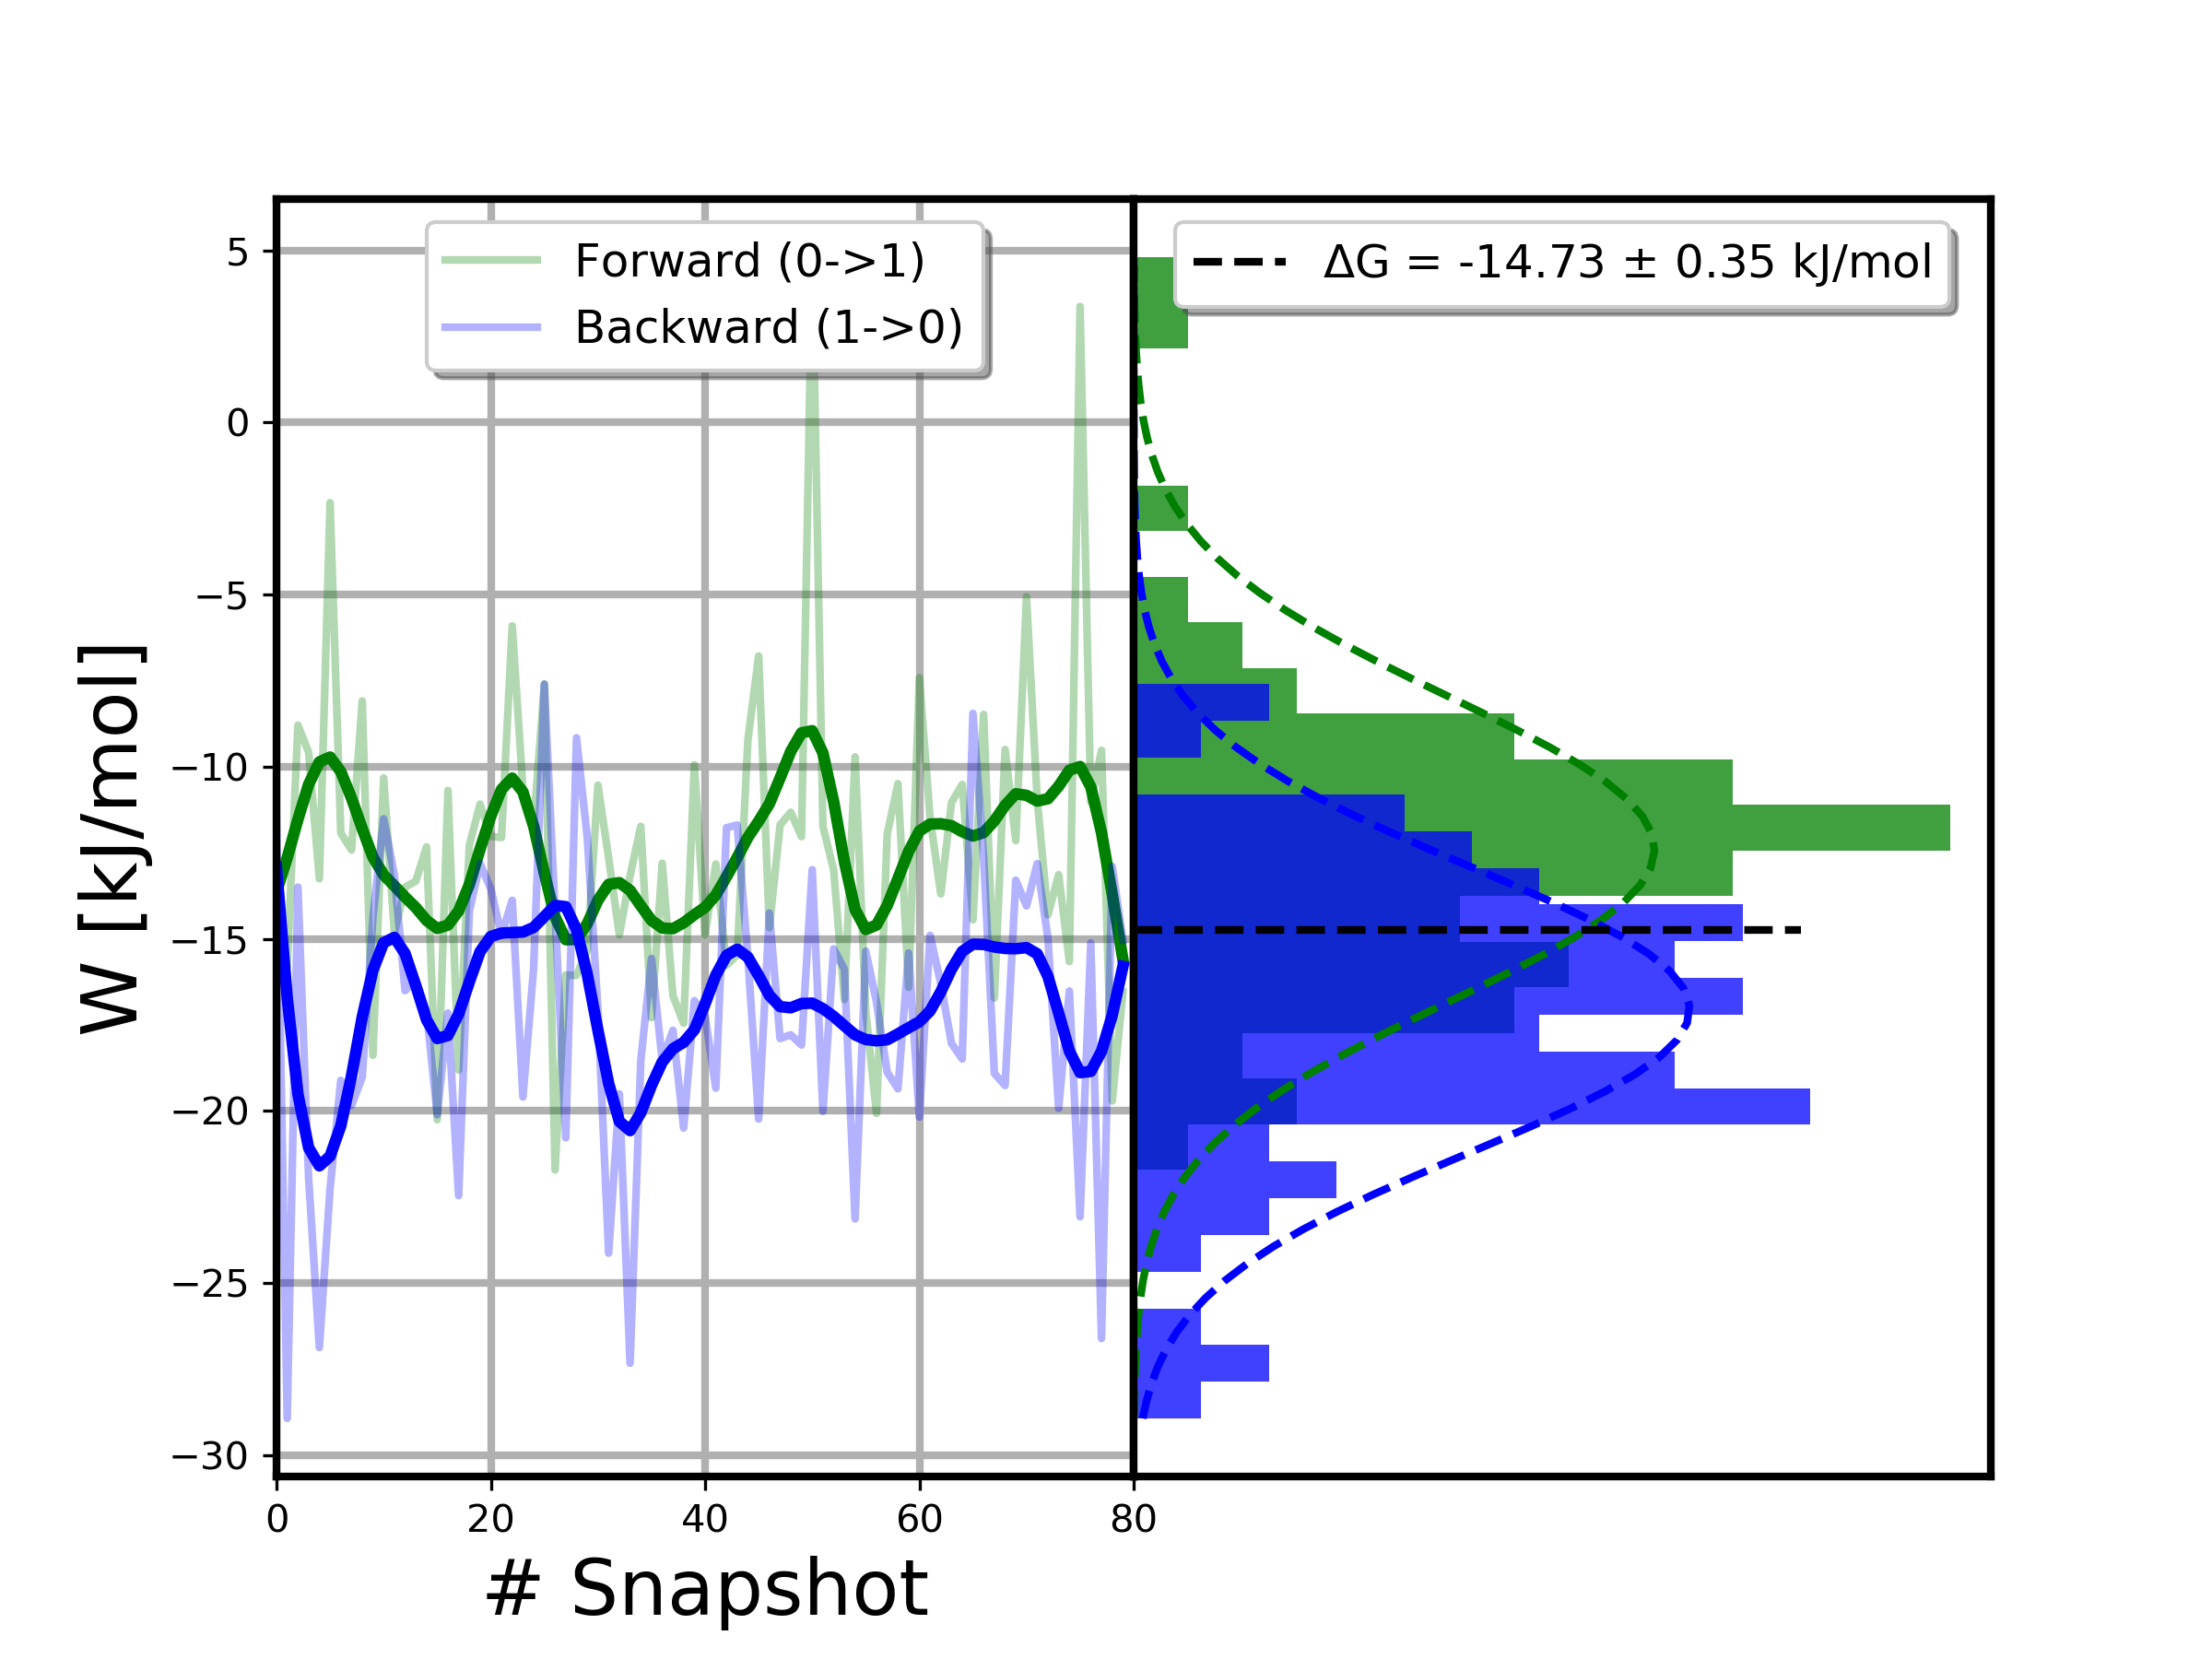 Forward (0->1)
Backward (1->0)
ΔG = -14.73 ± 0.35 kJ/mol
W [kJ/mol]
5
0
−5
−10
−15
−20
−25
−30
0 20 40 60 80
# Snapshot